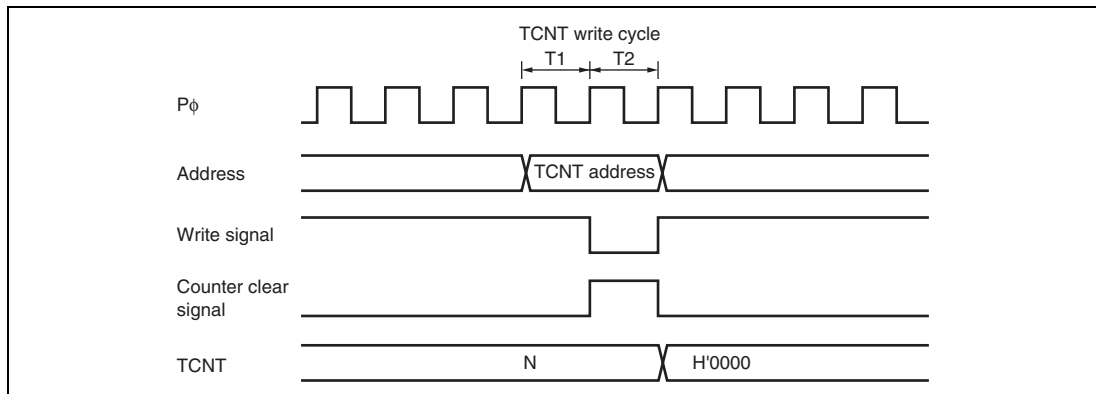 TCNT write cycle
T1 T2
Pϕ
Address
TCNT address
Write signal
Counter clear
signal
TCNT
N
H'0000